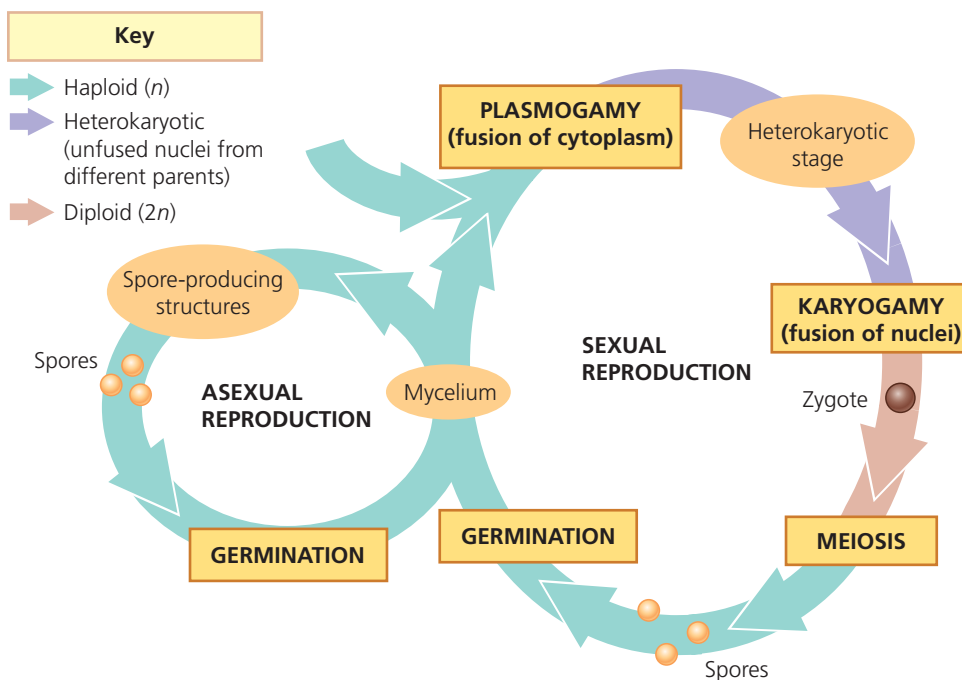 Key
Haploid (n)
Heterokaryotic
(unfused nuclei from
different parents)
Diploid (2n)
PLASMOGAMY
(fusion of cytoplasm)
Heterokaryotic
stage
Spore-producing
structures
KARYOGAMY
(fusion of nuclei)
Spores
ASEXUAL
REPRODUCTION
Mycelium
SEXUAL
REPRODUCTION
Zygote
GERMINATION
GERMINATION
MEIOSIS
Spores